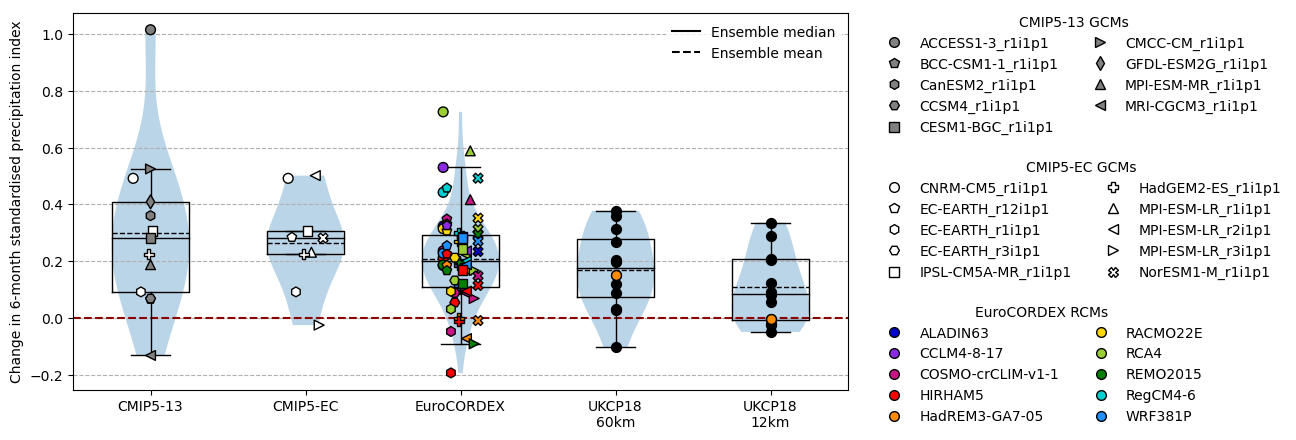 Change in 6-month standardised precipitation index
1.0
0.8
0.6
0.4
0.2
0.0
−0.2
Ensemble median
Ensemble mean
CMIP5-13
CMIP5-EC
EuroCORDEX
UKCP18
60km
UKCP18
12km
CMIP5-13 GCMs
ACCESS1-3_r1i1p1
BCC-CSM1-1_r1i1p1
CanESM2_r1i1p1
CCSM4_r1i1p1
CESM1-BGC_r1i1p1
CMCC-CM_r1i1p1
GFDL-ESM2G_r1i1p1
MPI-ESM-MR_r1i1p1
MRI-CGCM3_r1i1p1
CMIP5-EC GCMs
CNRM-CM5_r1i1p1
EC-EARTH_r12i1p1
EC-EARTH_r1i1p1
EC-EARTH_r3i1p1
IPSL-CM5A-MR_r1i1p1
HadGEM2-ES_r1i1p1
MPI-ESM-LR_r1i1p1
MPI-ESM-LR_r2i1p1
MPI-ESM-LR_r3i1p1
NorESM1-M_r1i1p1
EuroCORDEX RCMs
ALADIN63
CCLM4-8-17
COSMO-crCLIM-v1-1
HIRHAM5
HadREM3-GA7-05
RACMO22E
RCA4
REMO2015
RegCM4-6
WRF381P